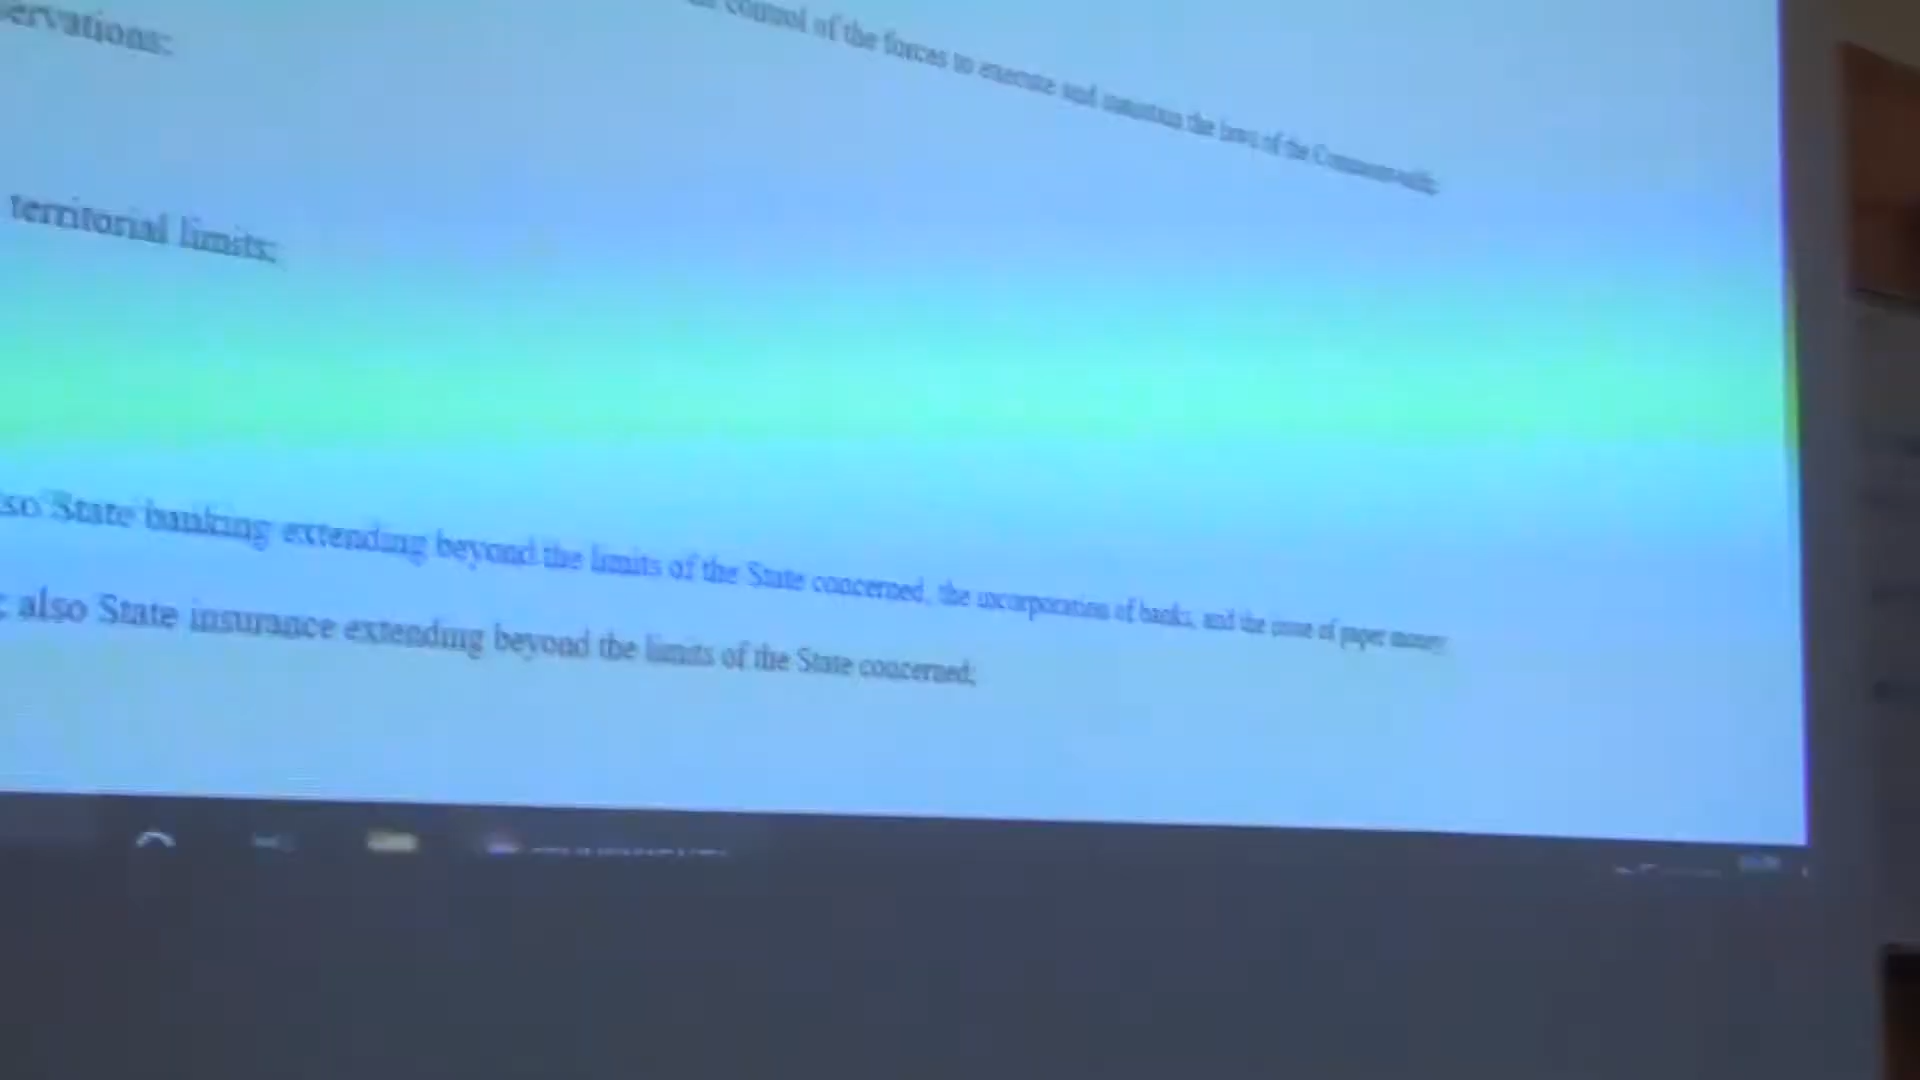 ervations:
control of the forces to execute and maintain the laws of the Commonwealth;
territorial limits;
so State banking extending beyond the limits of the State concerned, the incorporation of banks, and the issue of paper money;
; also State insurance extending beyond the limits of the State concerned;